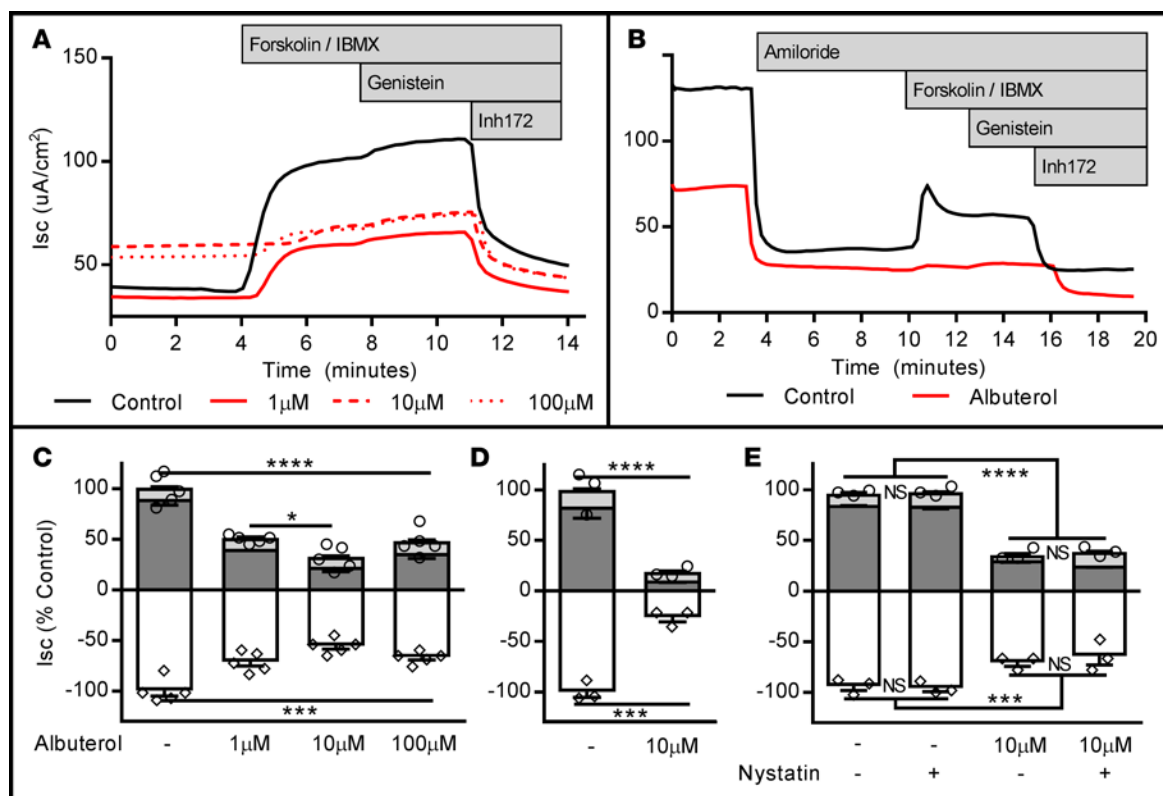 A
Forskolin / IBMX
Genistein
Inh172
150
100
50
Isc (uA/cm²)
0 2 4 6 8 10 12 14
Time (minutes)
Control 1μM 10μM 100μM
B
Amiloride
Forskolin / IBMX
Genistein
Inh172
100
50
0
0 2 4 6 8 10 12 14 16 18 20
Time (minutes)
Control Albuterol
C
****
*
***
100
50
0
-50
-100
Isc (% Control)
Albuterol - 1μM 10μM 100μM
D
****
***
100
50
0
-50
-100
- 10μM
E
****
NS
NS
NS
NS
***
100
50
0
-50
-100
- - 10μM 10μM
Nystatin - + - +